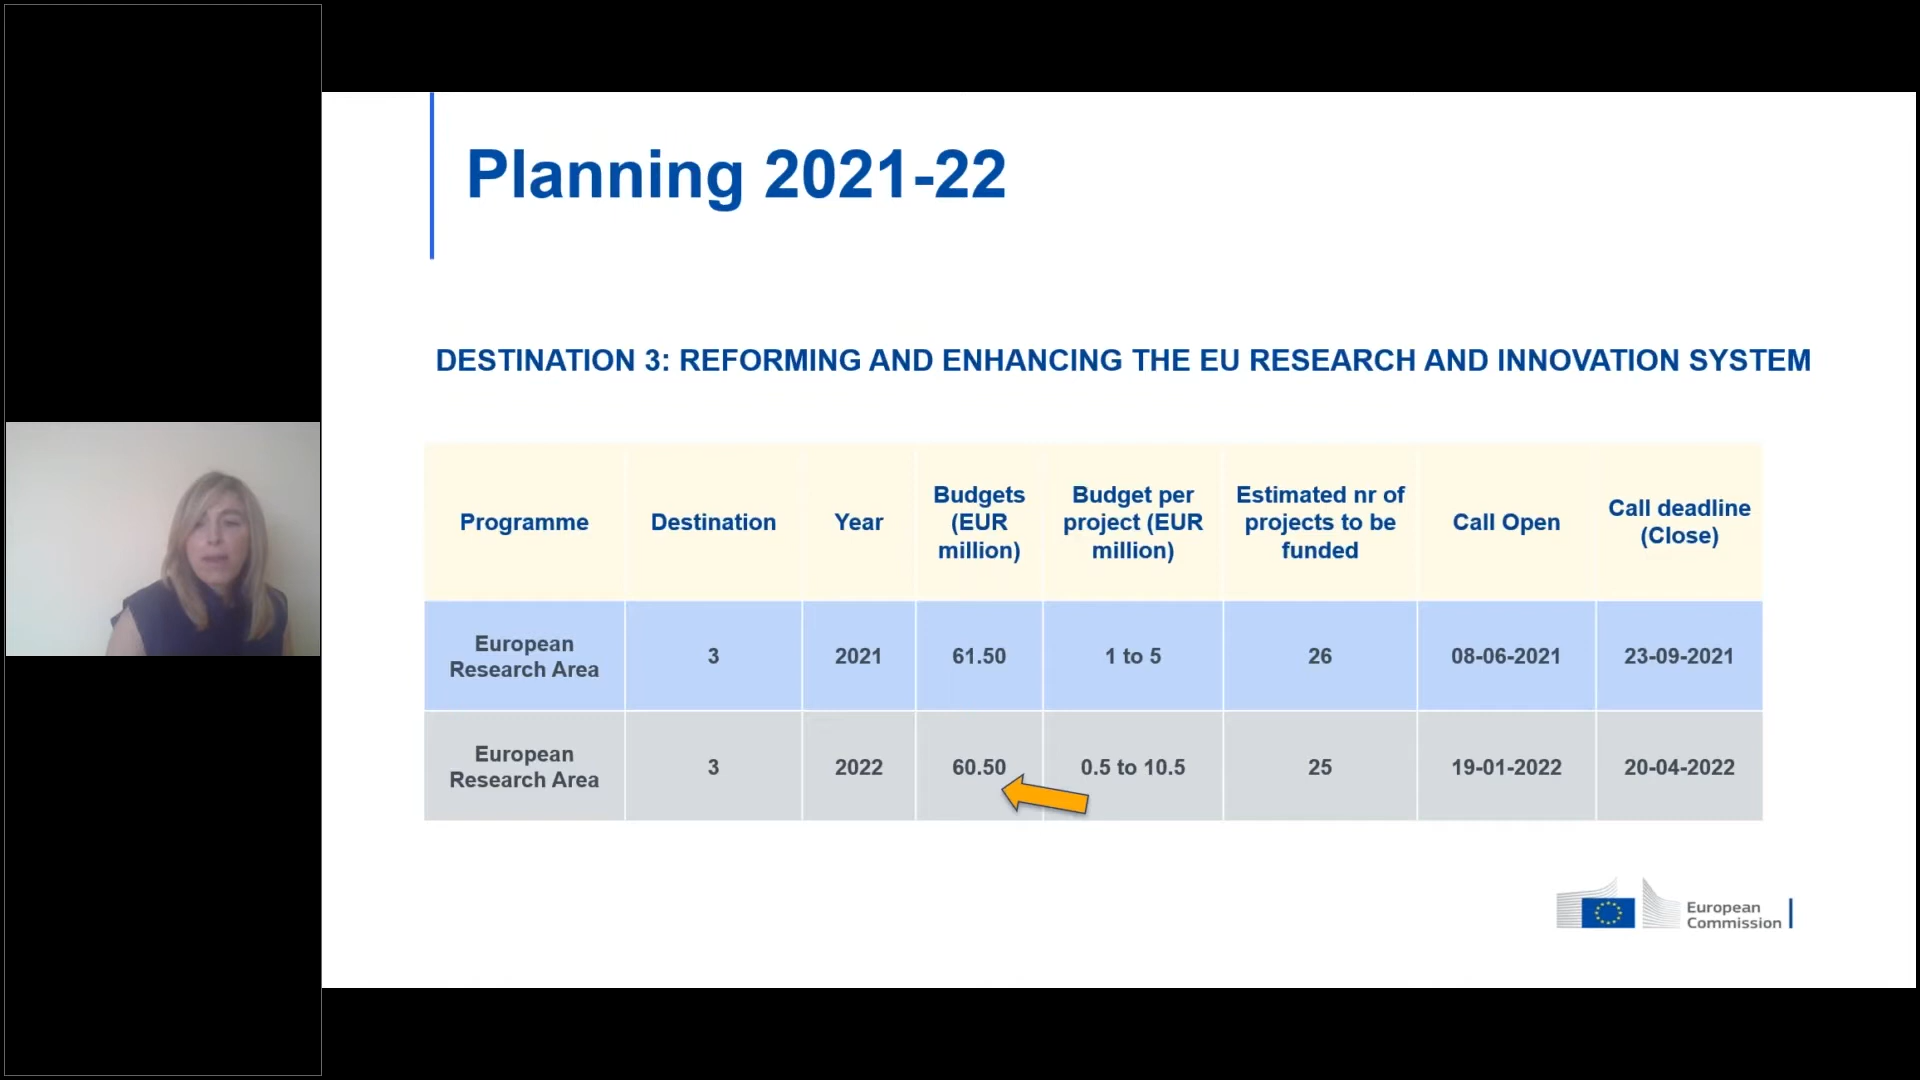 Planning 2021-22
DESTINATION 3: REFORMING AND ENHANCING THE EU RESEARCH AND INNOVATION SYSTEM
Programme
Destination
Year
Budgets
(EUR
million)
Budget per
project (EUR
million)
Estimated nr of
projects to be
funded
Call Open
Call deadline
(Close)
European
Research Area
3
2021
61.50
1 to 5
26
08-06-2021
23-09-2021
European
Research Area
3
2022
60.50
0.5 to 10.5
25
19-01-2022
20-04-2022
European
Commission